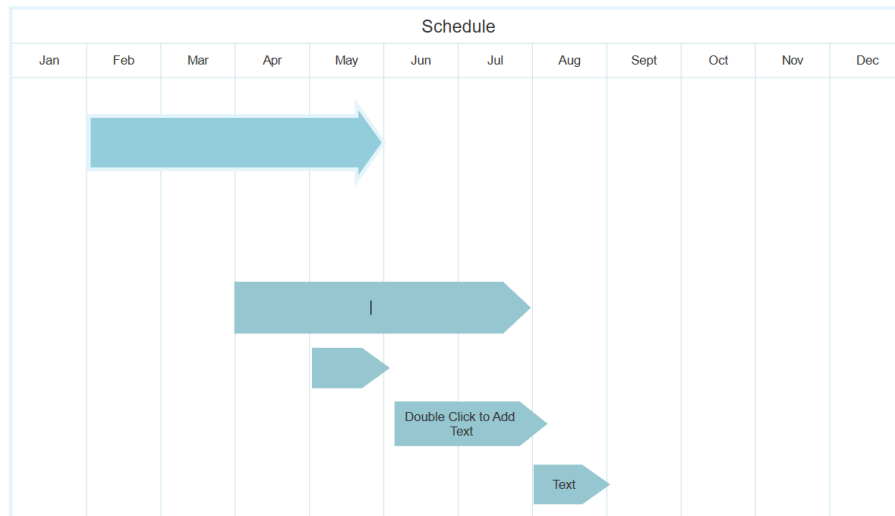 Schedule
Jan Feb Mar Apr May Jun Jul Aug Sept Oct Nov Dec
Double Click to Add
Text
Text